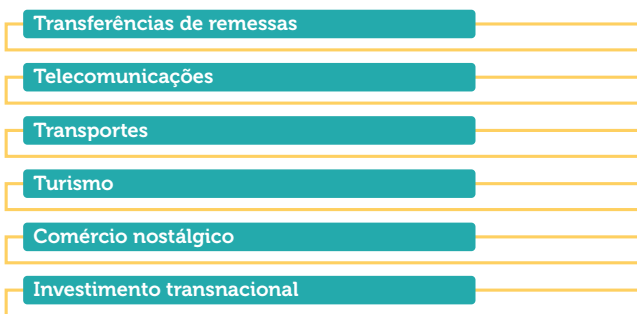 Transferências de remessas
Telecomunicações
Transportes
Turismo
Comércio nostálgico
Investimento transnacional